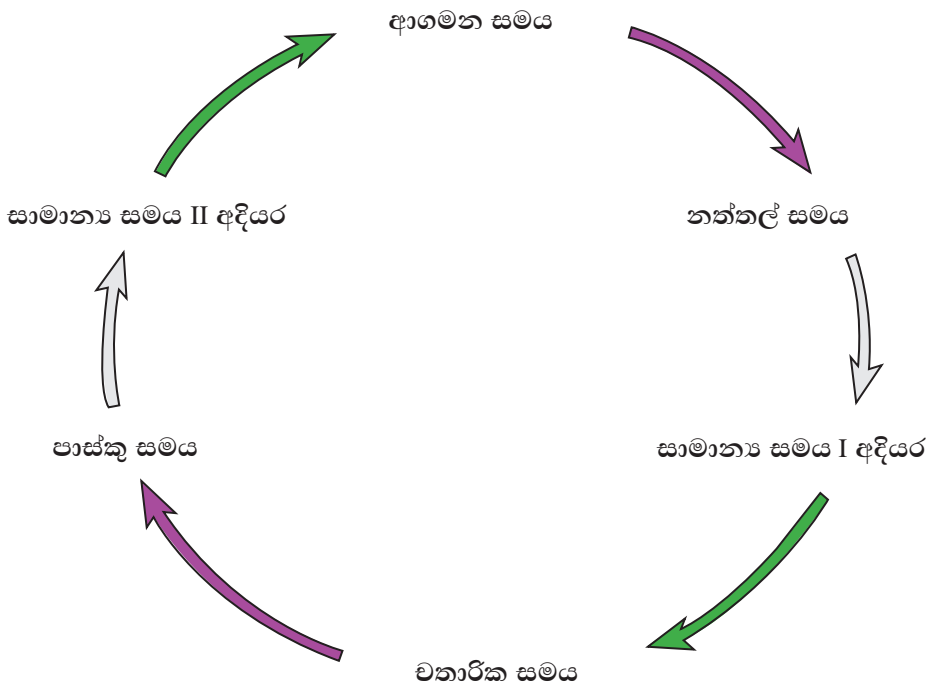 ආගමන සමය
සාමාන්‍ය සමය II අදියර
නත්තල් සමය
පාස්කු සමය
සාමාන්‍ය සමය I අදියර
චතාරික සමය